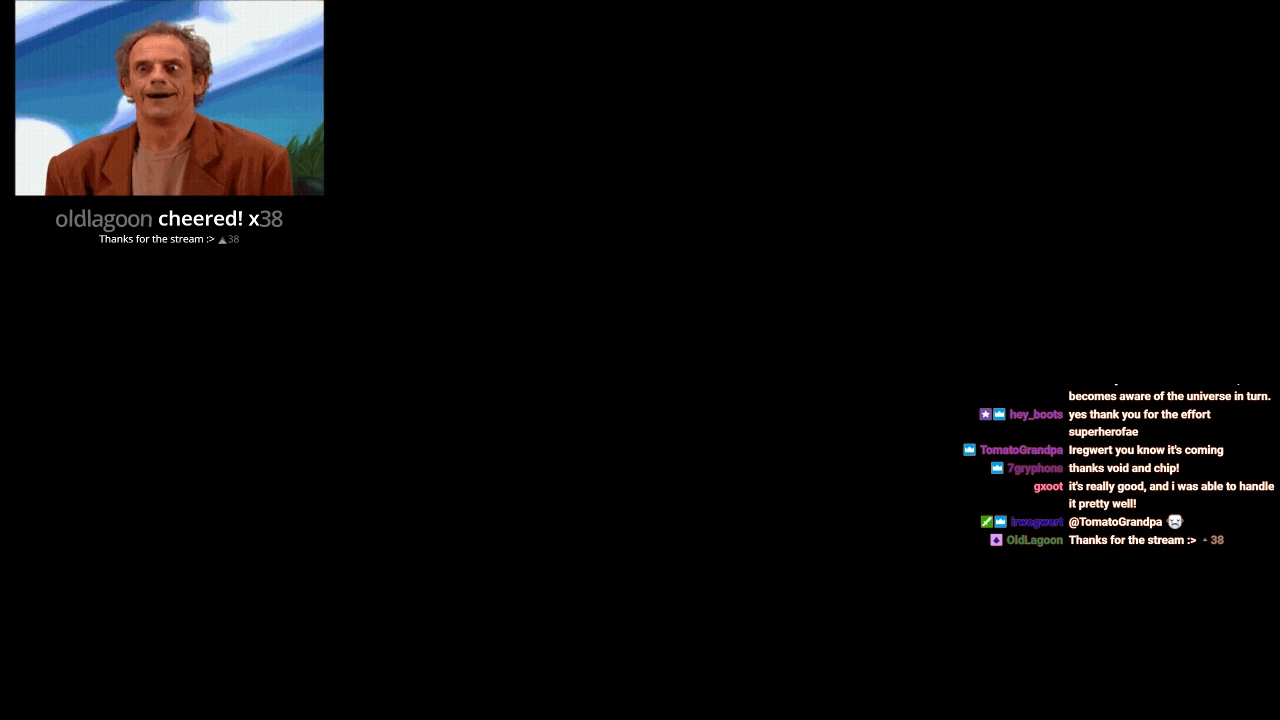 oldlagoon cheered! x38
Thanks for the stream :> 38
becomes aware of the universe in turn.
hey_boots yes thank you for the effort
superherofae
TomatoGrandpa Iregwert you know it's coming
7gryphons thanks void and chip!
gxoot it's really good, and i was able to handle
it pretty well!
irwegwert @TomatoGrandpa
OldLagoon Thanks for the stream :> 38